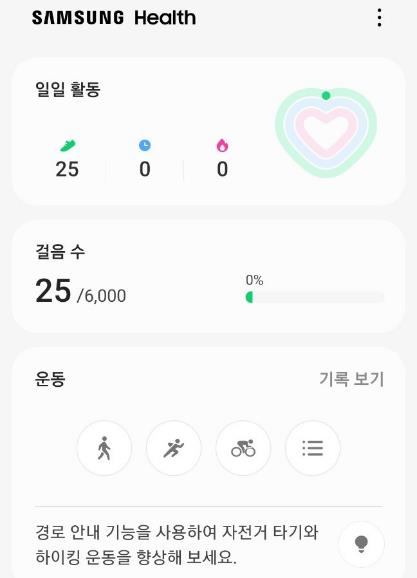 SAMSUNG Health
일일 활동
25 0 0
걸음 수
25 /6,000
0%
운동
기록 보기
경로 안내 기능을 사용하여 자전거 타기와
하이킹 운동을 향상해 보세요.